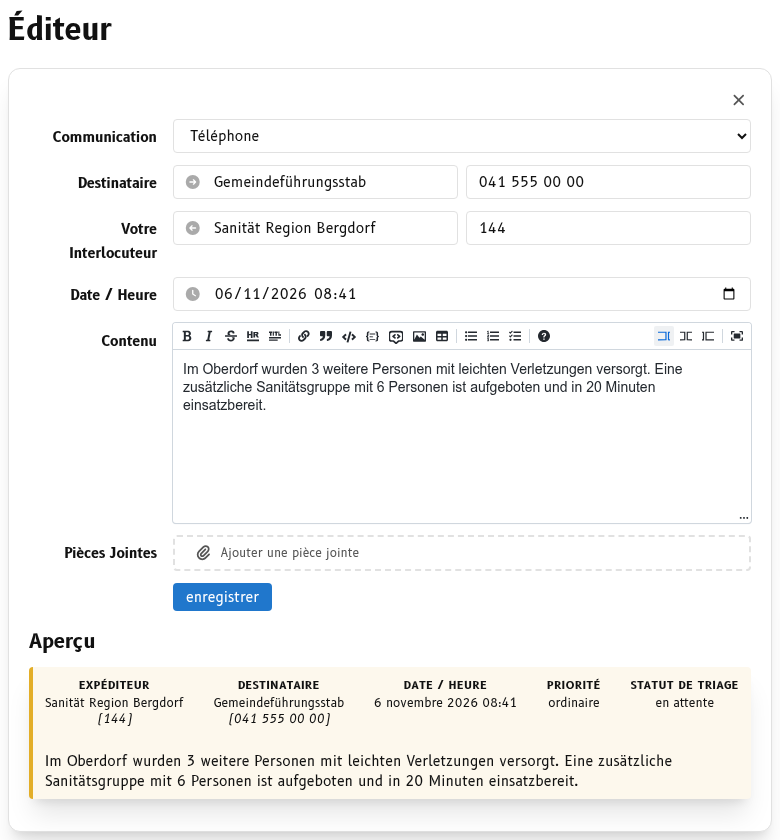 Éditeur
Communication
Téléphone
Destinataire
Gemeindeführungsstab
041 555 00 00
Votre
Interlocuteur
Sanität Region Bergdorf
144
Date / Heure
06/11/2026 08:41
Contenu
B I S HR TITL
Im Oberdorf wurden 3 weitere Personen mit leichten Verletzungen versorgt. Eine
zusätzliche Sanitätsgruppe mit 6 Personen ist aufgeboten und in 20 Minuten
einsatzbereit.
Pièces Jointes
Ajouter une pièce jointe
enregistrer
Aperçu
EXPÉDITEUR DESTINATAIRE DATE / HEURE PRIORITÉ STATUT DE TRIAGE
Sanität Region Bergdorf Gemeindeführungsstab 6 novembre 2026 08:41 ordinaire en attente
[144] [041 555 00 00]
Im Oberdorf wurden 3 weitere Personen mit leichten Verletzungen versorgt. Eine zusätzliche
Sanitätsgruppe mit 6 Personen ist aufgeboten und in 20 Minuten einsatzbereit.